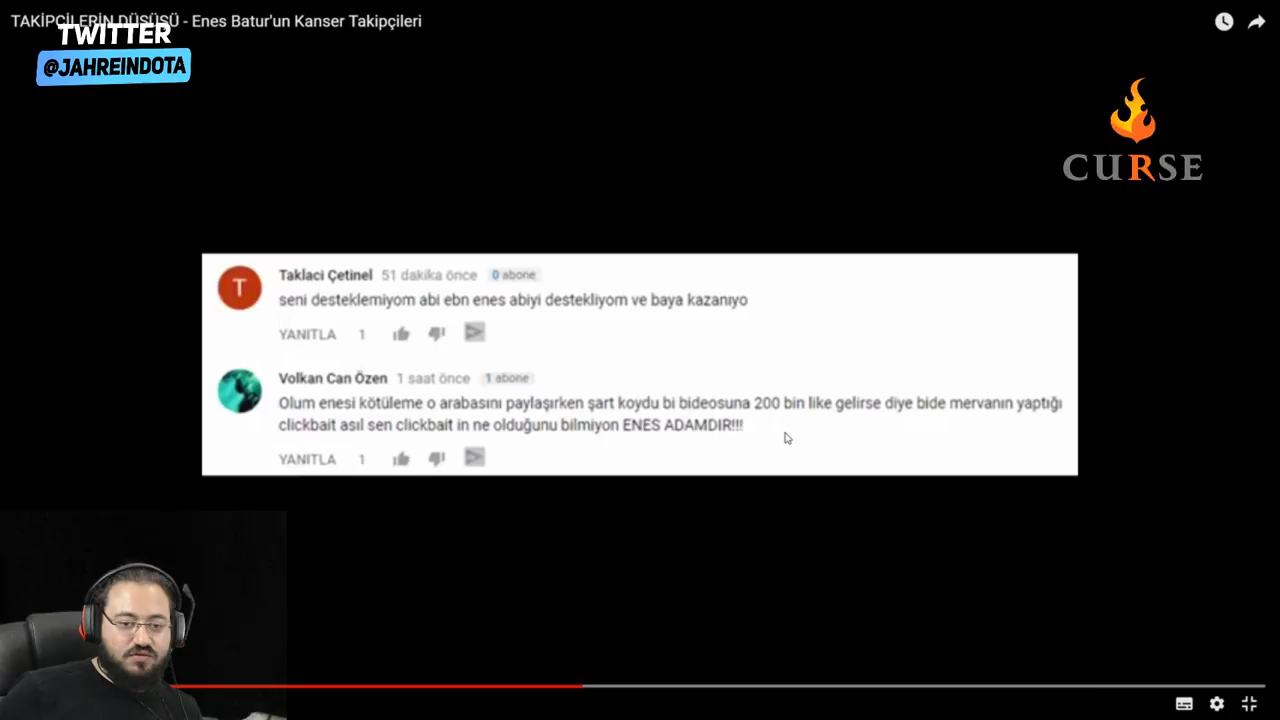 TAKİPÇİLERİN DÜŞÜŞÜ - Enes Batur'un Kanser Takipçileri
TWITTER
@JAHREINDOTA
CURSE
Taklaci Çetinel 51 dakika önce 0 abone
seni desteklemiyom abi ebn enes abiyi destekliyom ve baya kazanıyo
YANITLA 1
Volkan Can Özen 1 saat önce 1 abone
Olum enesi kötüleme o arabasını paylaşırken şart koydu bi bideosuna 200 bin like gelirse diye bide mervanın yaptığı
clickbait asıl sen clickbait in ne olduğunu bilmiyon ENES ADAMDIR!!!
YANITLA 1